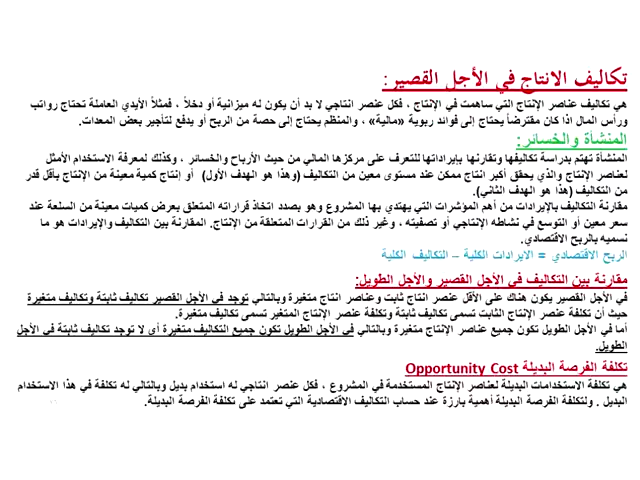 تكاليف الانتاج في الأجل القصير:
هي تكاليف عناصر الإنتاج التي ساهمت في الإنتاج ، فكل عنصر انتاجي لا بد أن يكون له ميزانية أو دخلاً ، فمثلاً الأيدي العاملة تحتاج رواتب
ورأس المال اذا كان مقترضاً يحتاج إلى فوائد ربوية «مالية» ، والمنظم يحتاج إلى حصة من الربح أو يدفع لتأجير بعض المعدات.
المنشأة والخسائر:
المنشأة تهتم بدراسة تكاليفها وتقارنها بإيراداتها للتعرف على مركزها المالي من حيث الأرباح والخسائر ، وكذلك لمعرفة الاستخدام الأمثل
لعناصر الإنتاج والذي يحقق أكبر انتاج ممكن عند مستوى معين من التكاليف (وهذا هو الهدف الأول) أو إنتاج كمية معينة من الإنتاج بأقل قدر
من التكاليف (هذا هو الهدف الثاني).
مقارنة التكاليف بالإيرادات من أهم المؤشرات التي يهتدي بها المشروع وهو بصدد اتخاذ قراراته المتعلق بعرض كميات معينة من السلعة عند
سعر معين أو التوسع في نشاطه الإنتاجي أو تصفيته ، وغير ذلك من القرارات المتعلقة من الإنتاج. المقارنة بين التكاليف والإيرادات هو ما
نسميه بالربح الاقتصادي.
الربح الاقتصادي = الايرادات الكلية – التكاليف الكلية
مقارنة بين التكاليف في الأجل القصير والأجل الطويل:
في الأجل القصير يكون هناك على الأقل عنصر انتاج ثابت وعناصر انتاج متغيرة وبالتالي توجد في الأجل القصير تكاليف ثابتة وتكاليف متغيرة
حيث أن تكلفة عنصر الإنتاج الثابت تسمى تكاليف ثابتة وتكلفة عنصر الإنتاج المتغير تسمى تكاليف متغيرة.
أما في الأجل الطويل تكون جميع عناصر الإنتاج متغيرة وبالتالي في الأجل الطويل تكون جميع التكاليف متغيرة أي لا توجد تكاليف ثابتة في الأجل
الطويل.
تكلفة الفرصة البديلة Opportunity Cost
هي تكلفة الاستخدامات البديلة لعناصر الإنتاج المستخدمة في المشروع ، فكل عنصر انتاجي له استخدام بديل وبالتالي له تكلفة في هذا الاستخدام
البديل . ولتكلفة الفرصة البديلة أهمية بارزة عند حساب التكاليف الاقتصادية التي تعتمد على تكلفة الفرصة البديلة.